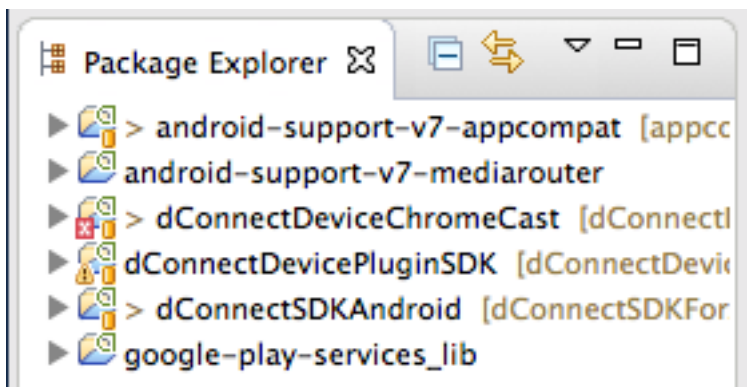 Package Explorer
> android-support-v7-appcompat [appcc
android-support-v7-mediarouter
> dConnectDeviceChromeCast [dConnectI
dConnectDevicePluginSDK [dConnectDevic
> dConnectSDKAndroid [dConnectSDKFor
google-play-services_lib